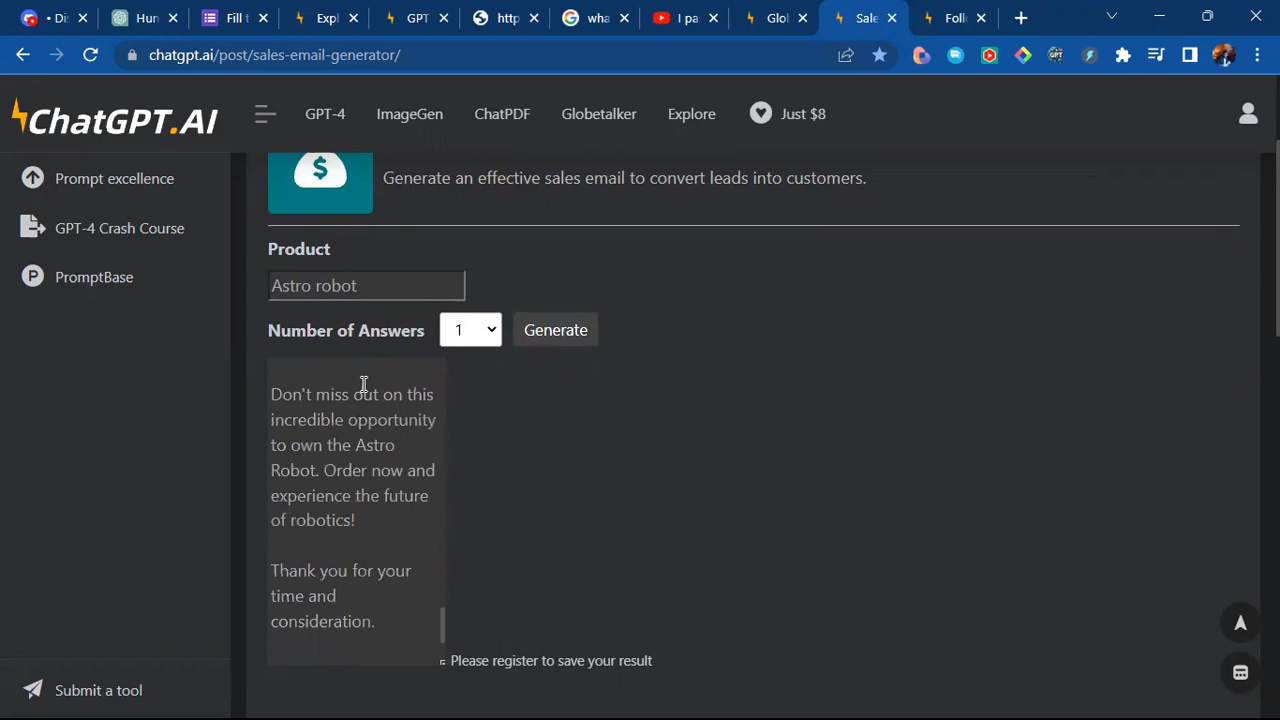 Dis
Hun
Fill t
Expl
GPT
http
wha
I pa
Glo
Sale
Foll
chatgpt.ai/post/sales-email-generator/
GPT
ChatGPT.AI
GPT-4
ImageGen
ChatPDF
Globetalker
Explore
Just $8
Prompt excellence
GPT-4 Crash Course
P
PromptBase
Submit a tool
$
Generate an effective sales email to convert leads into customers.
Product
Astro robot
Number of Answers
1
Generate
Don't miss out on this
incredible opportunity
to own the Astro
Robot. Order now and
experience the future
of robotics!
Thank you for your
time and
consideration.
Please register to save your result